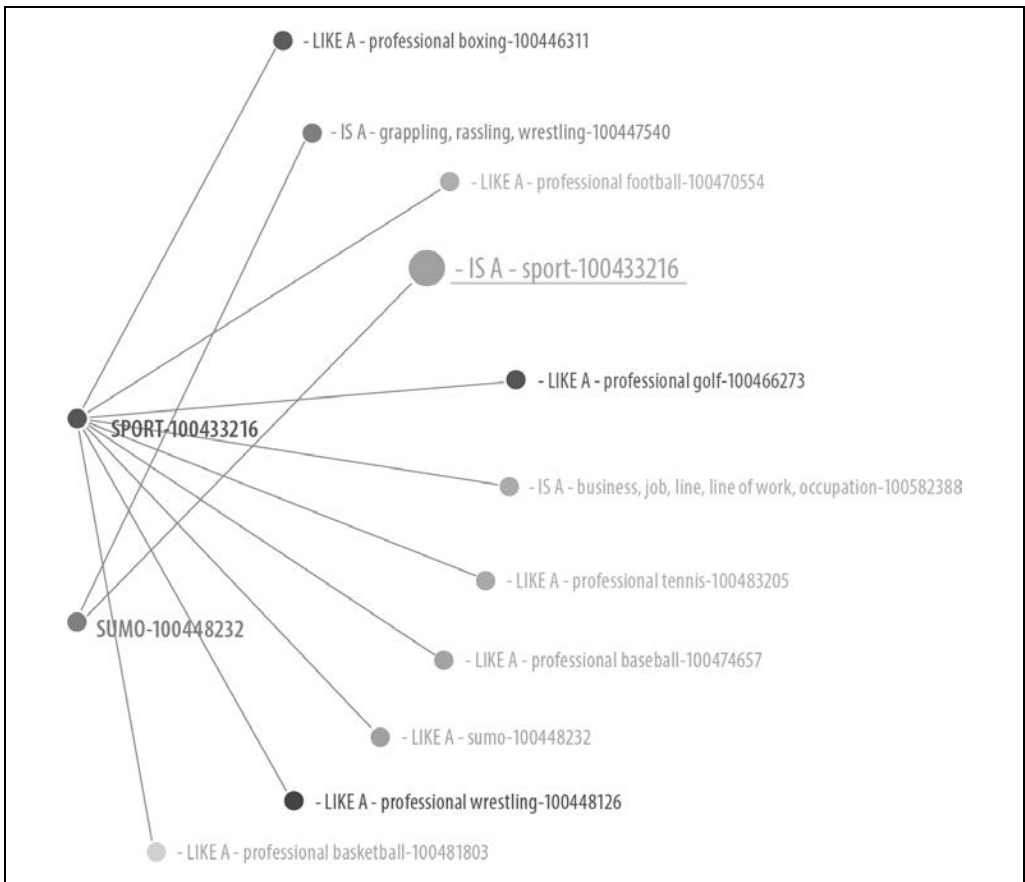 - LIKE A - professional boxing-100446311
- IS A - grappling, rassling, wrestling-100447540
- LIKE A - professional football-100470554
- IS A - sport-100433216
- LIKE A - professional golf-100466273
SPORT-100433216
- IS A - business, job, line, line of work, occupation-100582388
- LIKE A - professional tennis-100483205
SUMO-100448232
- LIKE A - professional baseball-100474657
- LIKE A - sumo-100448232
- LIKE A - professional wrestling-100448126
- LIKE A - professional basketball-100481803